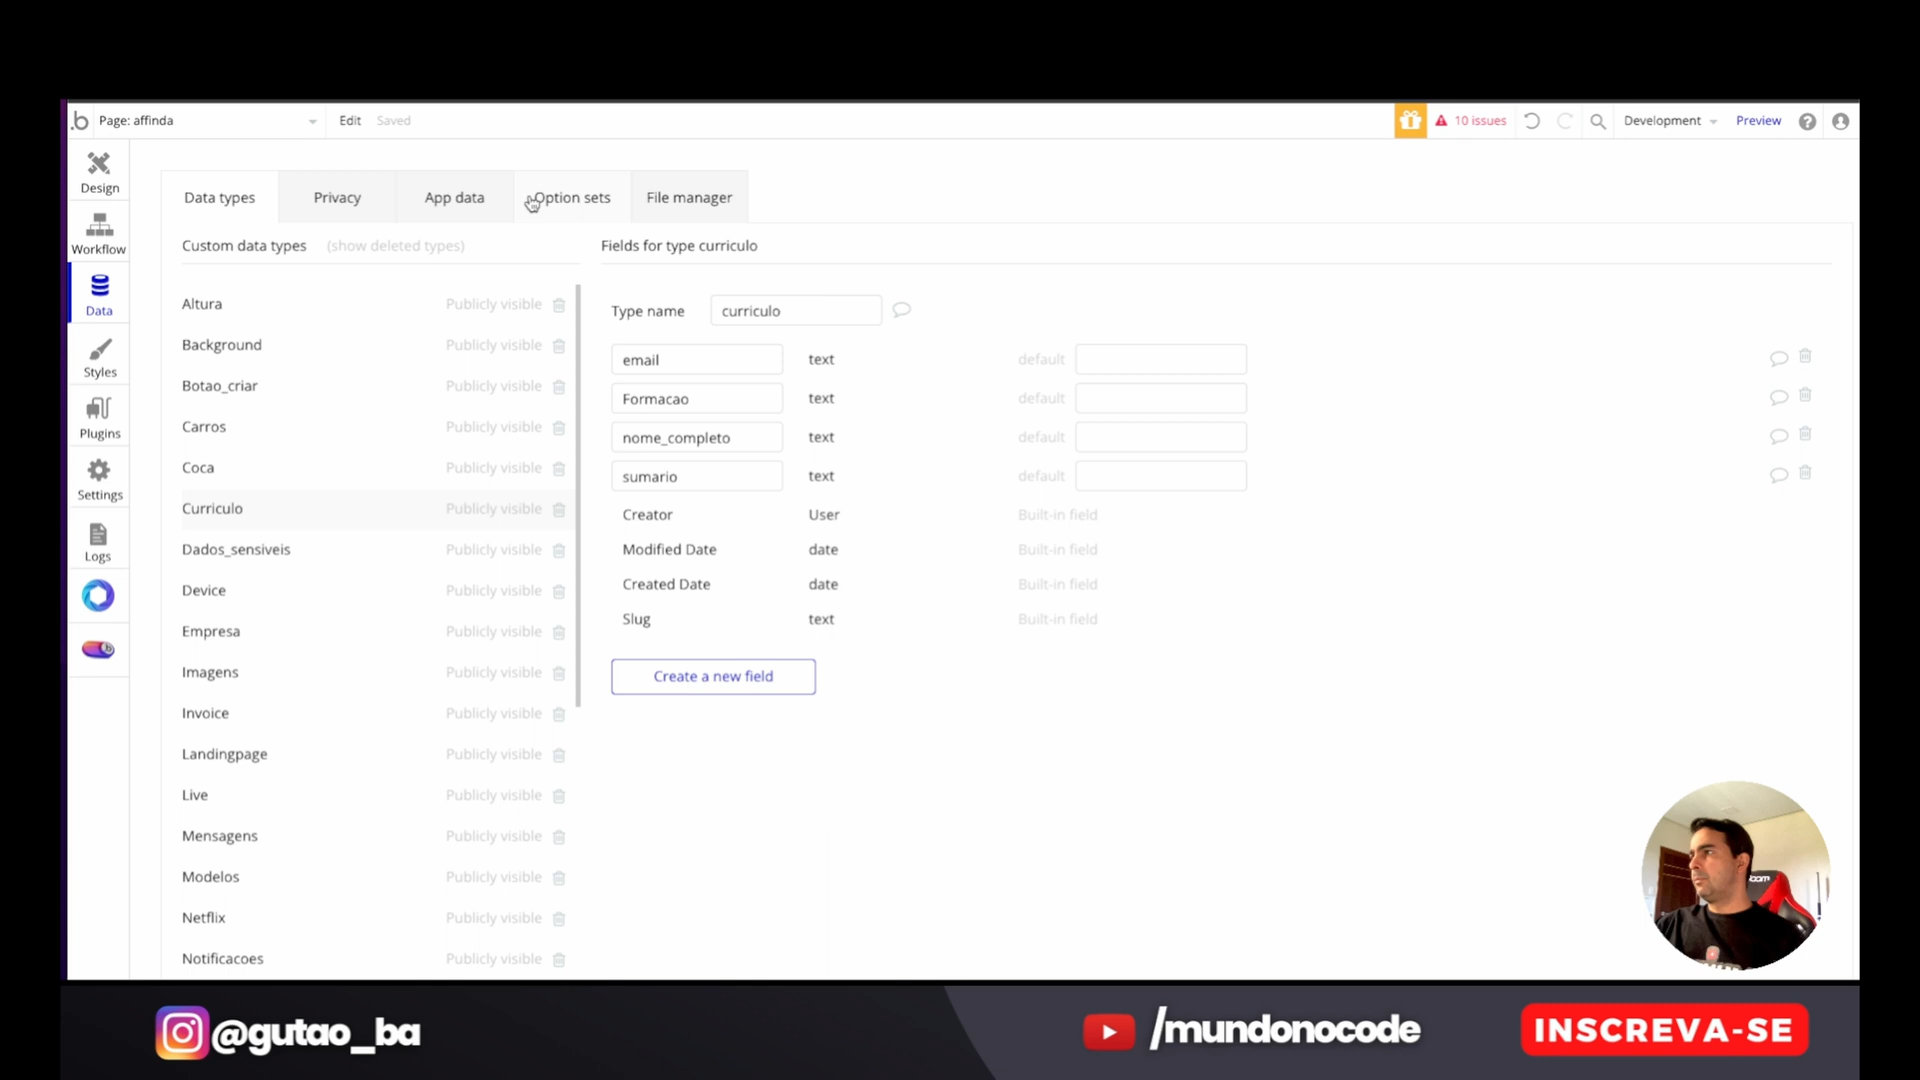 .b Page: affinda Edit Saved 10 issues Development Preview ?
Design
Workflow
Data
Styles
Plugins
Settings
Logs
Data types Privacy App data Option sets File manager
Custom data types (show deleted types)
Altura Publicly visible
Background Publicly visible
Botao_criar Publicly visible
Carros Publicly visible
Coca Publicly visible
Curriculo Publicly visible
Dados_sensiveis Publicly visible
Device Publicly visible
Empresa Publicly visible
Imagens Publicly visible
Invoice Publicly visible
Landingpage Publicly visible
Live Publicly visible
Mensagens Publicly visible
Modelos Publicly visible
Netflix Publicly visible
Notificacoes Publicly visible
Fields for type curriculo
Type name curriculo
email text default
Formacao text default
nome_completo text default
sumario text default
Creator User Built-in field
Modified Date date Built-in field
Created Date date Built-in field
Slug text Built-in field
Create a new field
@gutao_ba /mundonocode INSCREVA-SE